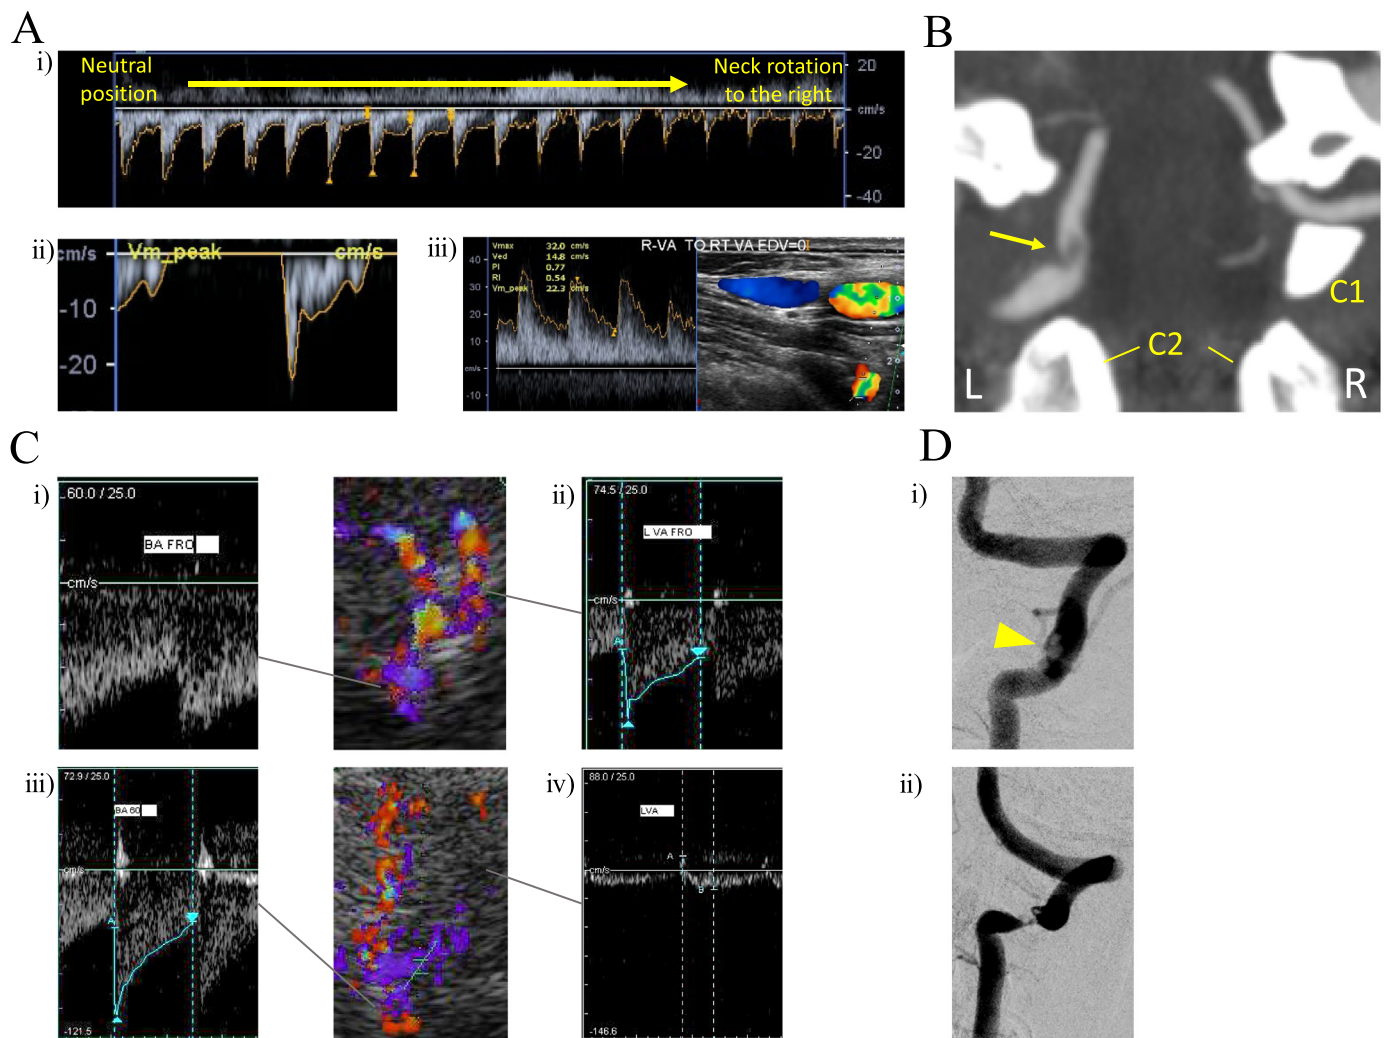 A
B
i)
Neutral
position
Neck rotation
to the right
20
cm/s
-20
-40
ii)
cm/s
Vm_peak
cm/s
-10
-20
iii)
Vmax 32.0 cm/s
Ved 14.8 cm/s
PI 0.77
RI 0.54
Vm_peak 22.3 cm/s
R-VA TO RT VA EDV=0
40
30
20
10
cm/s
-10
2
C1
C2
L
R
C
D
i)
60.0 / 25.0
BA FRO
cm/s
ii)
74.5 / 25.0
L VA FRO
cm/s
A
i)
iii)
72.9 / 25.0
BA 60
cm/s
A
-121.5
iv)
88.0 / 25.0
LVA
A
cm/s
B
-146.6
ii)